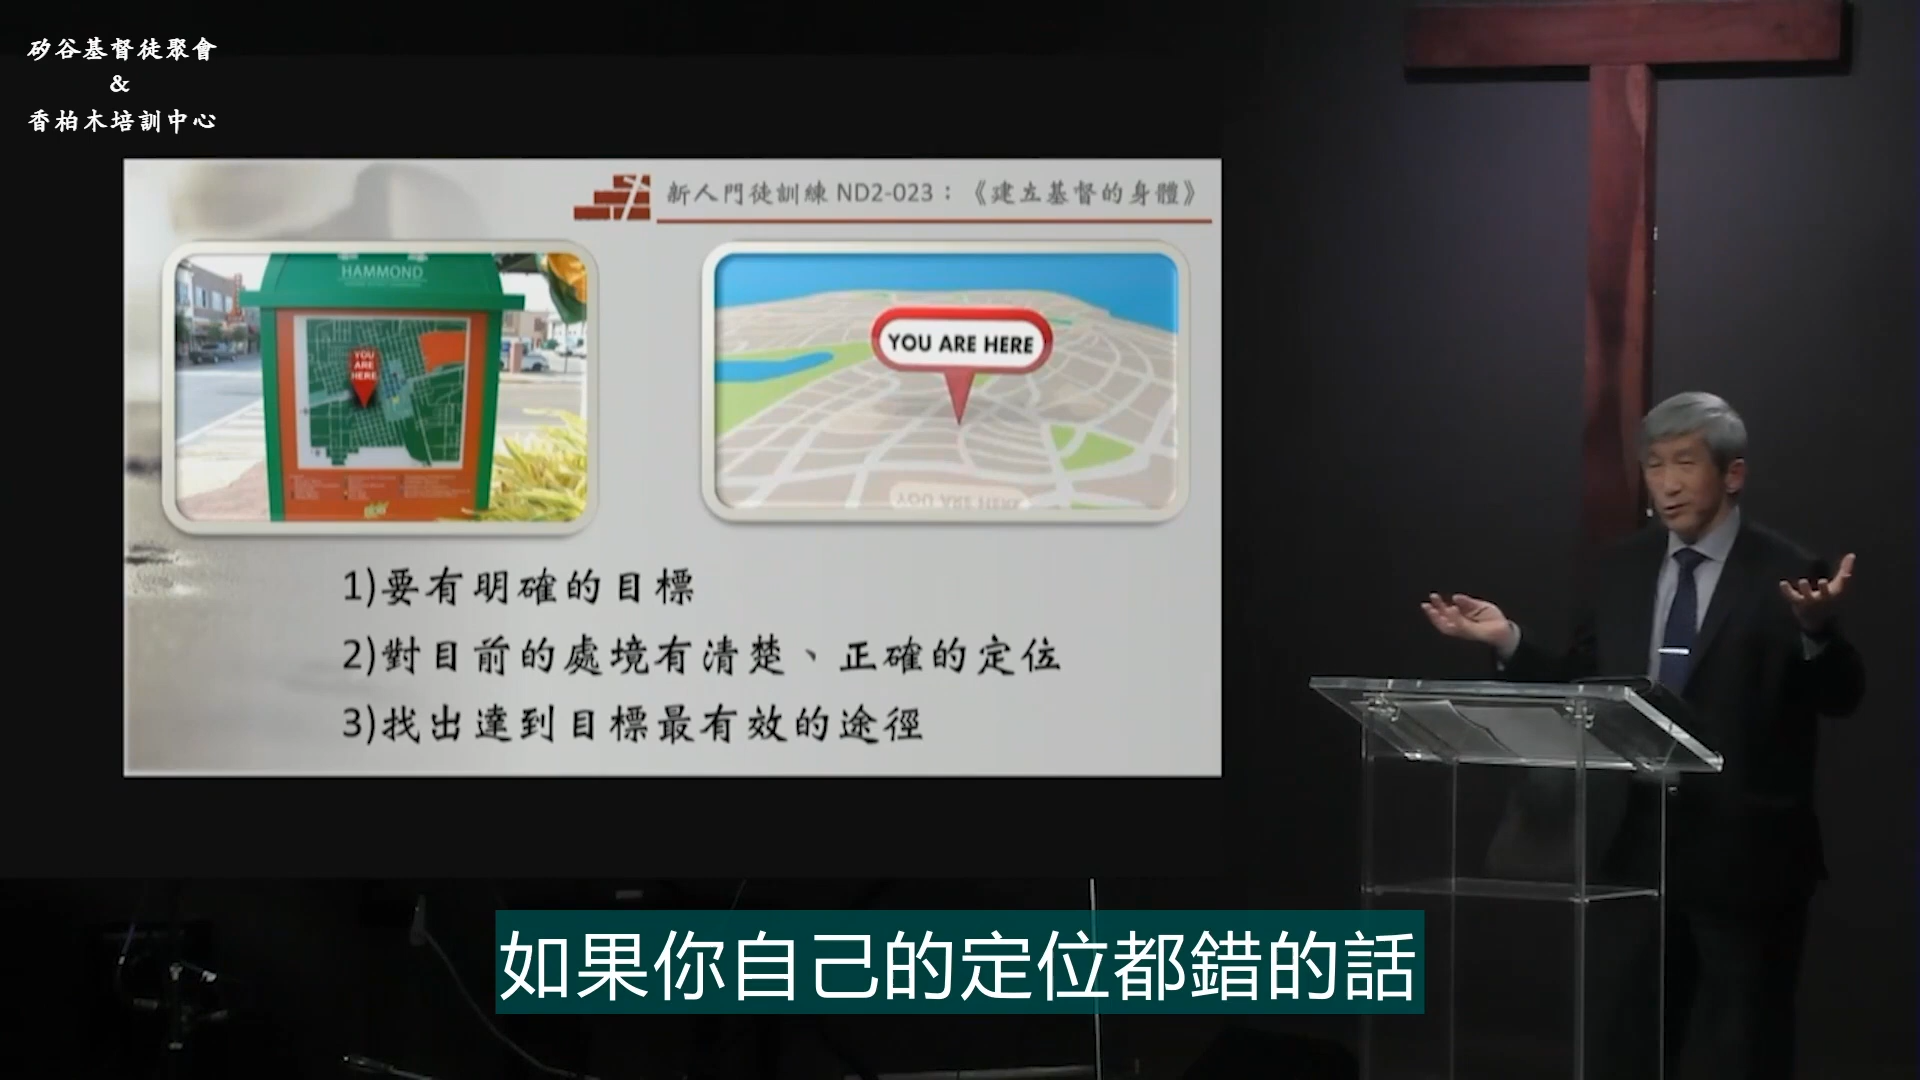 矽谷基督徒聚會
&
香柏木培訓中心
新人門徒訓練 ND2-023：《建立基督的身體》
HAMMOND
YOU
ARE
HERE
YOU ARE HERE
YOU ARE HERE
1)要有明確的目標
2)對目前的處境有清楚、正確的定位
3)找出達到目標最有效的途徑
如果你自己的定位都錯的話